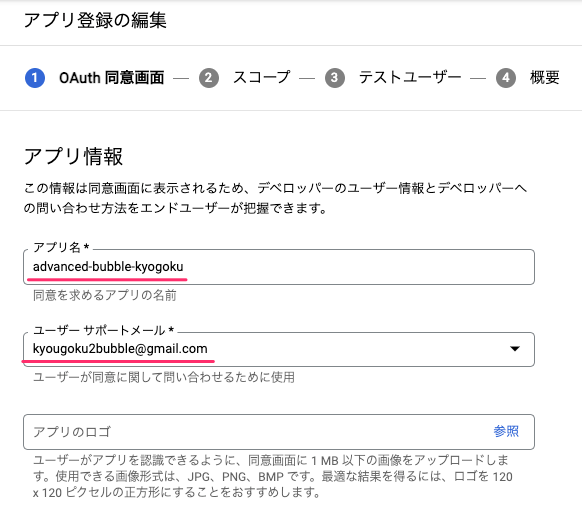 アプリ登録の編集
1 OAuth 同意画面 — 2 スコープ — 3 テストユーザー — 4 概要
アプリ情報
この情報は同意画面に表示されるため、デベロッパーのユーザー情報とデベロッパーへ
の問い合わせ方法をエンドユーザーが把握できます。
アプリ名 *
advanced-bubble-kyogoku
同意を求めるアプリの名前
ユーザー サポートメール *
kyougoku2bubble@gmail.com
ユーザーが同意に関して問い合わせるために使用
アプリのロゴ 参照
ユーザーがアプリを認識できるように、同意画面に 1 MB 以下の画像をアップロードしま
す。使用できる画像形式は、JPG、PNG、BMP です。最適な結果を得るには、ロゴを 120
x 120 ピクセルの正方形にすることをおすすめします。